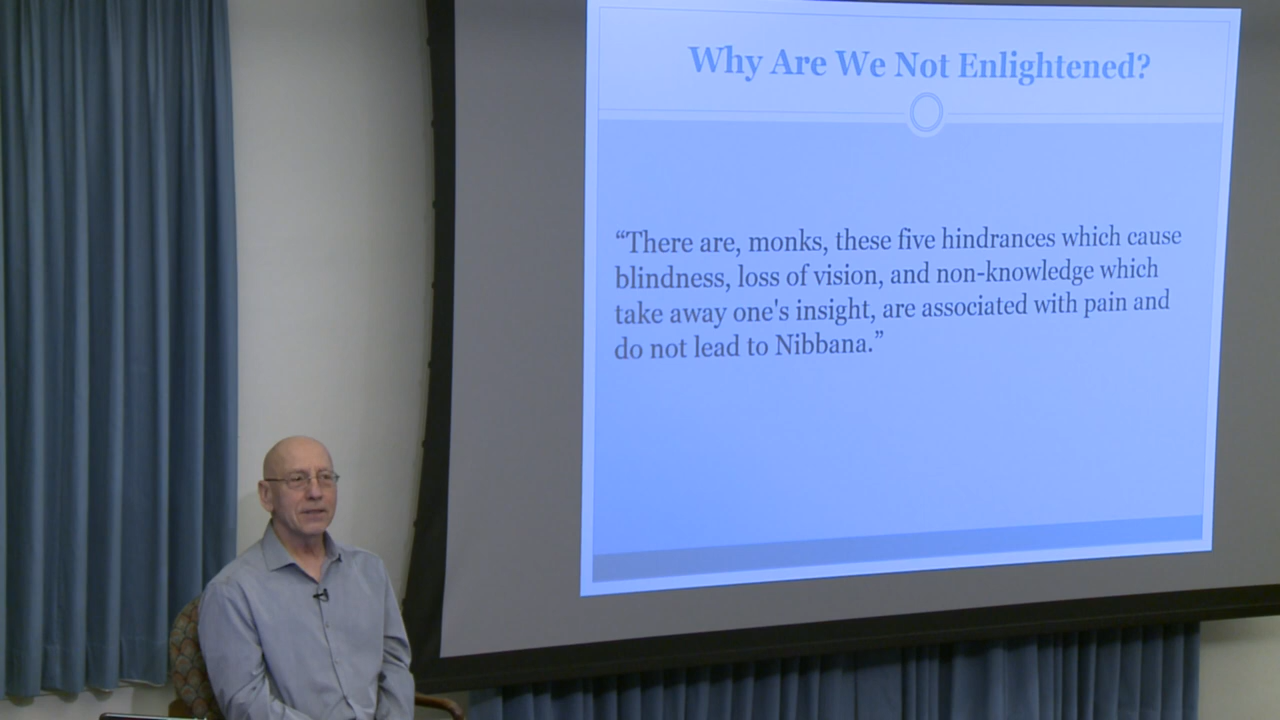 Why Are We Not Enlightened?
“There are, monks, these five hindrances which cause
blindness, loss of vision, and non-knowledge which
take away one's insight, are associated with pain and
do not lead to Nibbana.”